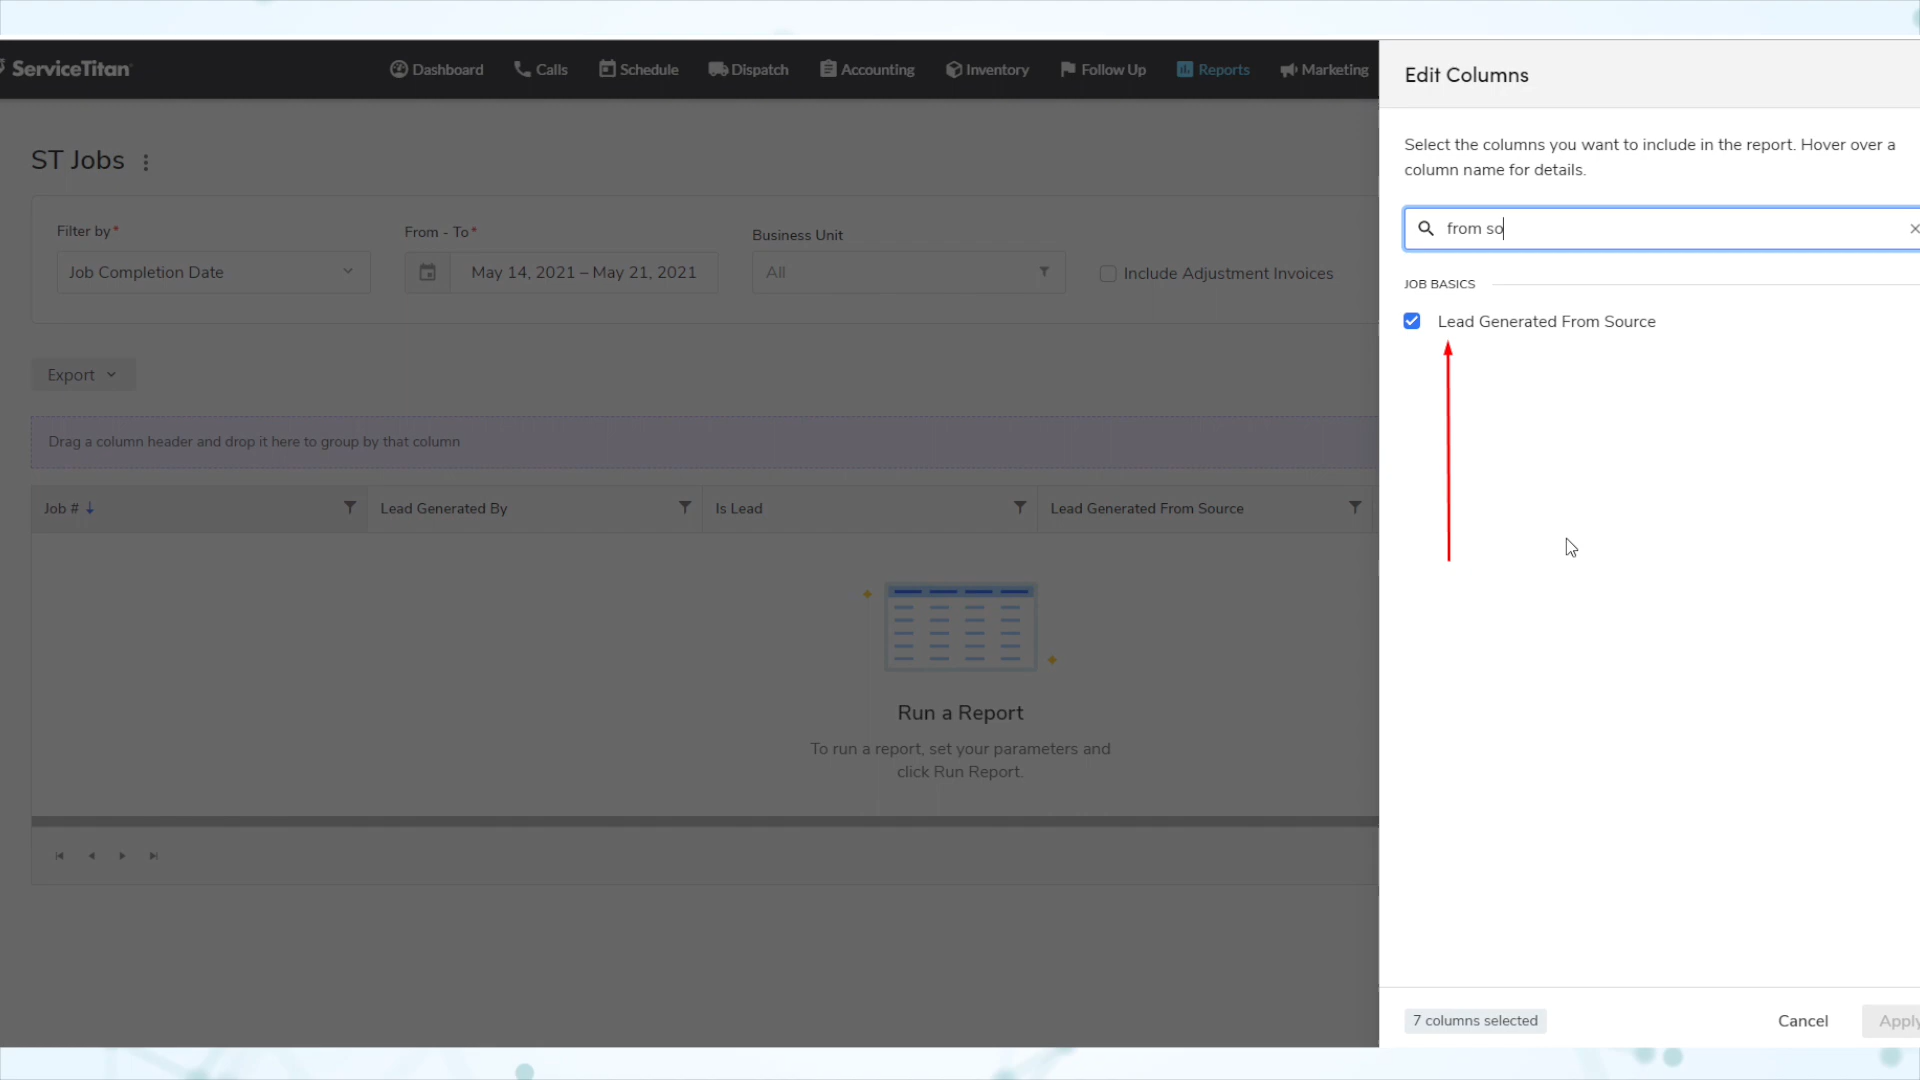 ServiceTitan
Dashboard
Calls
Schedule
Dispatch
Accounting
Inventory
Follow Up
Reports
Marketing
ST Jobs
Filter by*
Job Completion Date
From - To*
May 14, 2021 – May 21, 2021
Business Unit
All
Include Adjustment Invoices
Export
Drag a column header and drop it here to group by that column
Job #
Lead Generated By
Is Lead
Lead Generated From Source
Run a Report
To run a report, set your parameters and
click Run Report.
Edit Columns
Select the columns you want to include in the report. Hover over a
column name for details.
from so
JOB BASICS
Lead Generated From Source
7 columns selected
Cancel
Apply